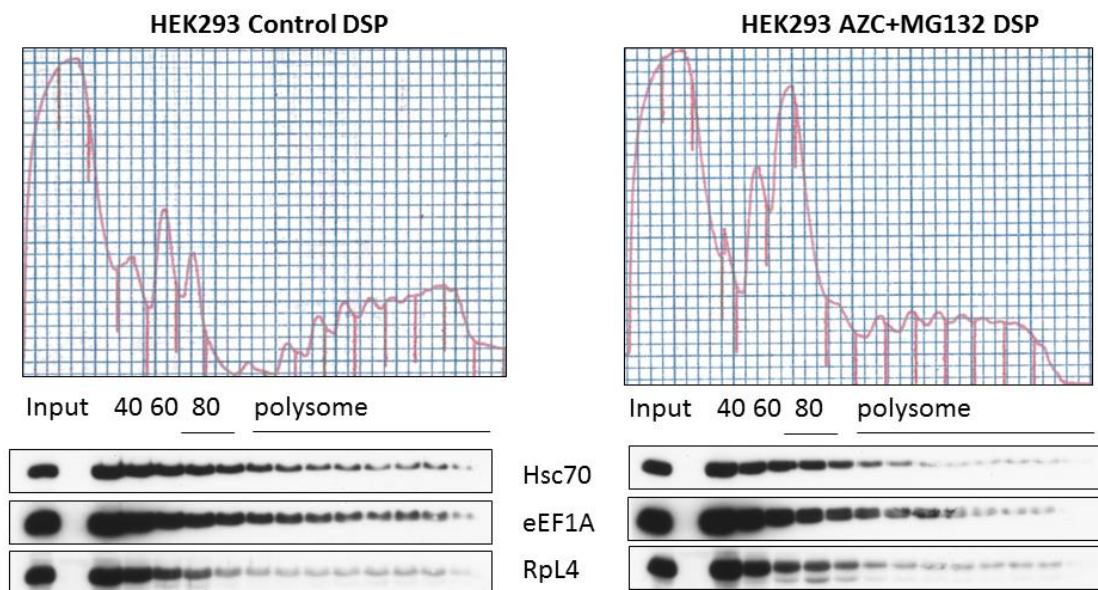 HEK293 Control DSP
HEK293 AZC+MG132 DSP
Input 40 60 80 polysome
Input 40 60 80 polysome
Hsc70
eEF1A
RpL4